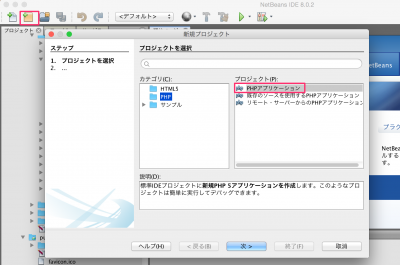 NetBeans IDE 8.0.2
<デフォルト>
プロジェクト
新規プロジェクト
ステップ
1. プロジェクトを選択
2. ...
プロジェクトを選択
カテゴリ(C):
HTML5
PHP
サンプル
プロジェクト(P):
PHPアプリケーション
既存のソースを使用するPHPアプリケーション
リモート・サーバーからのPHPアプリケーション
説明(D):
標準IDEプロジェクトに新規PHP 5アプリケーションを作成します。このようなプロ
ジェクトは簡単に実行してデバッグできます。
ヘルプ(H)
< 戻る(B)
次 >
終了(F)
取消
NetBeans
プラグ
NetBe
ルする
す。
favicon.ico